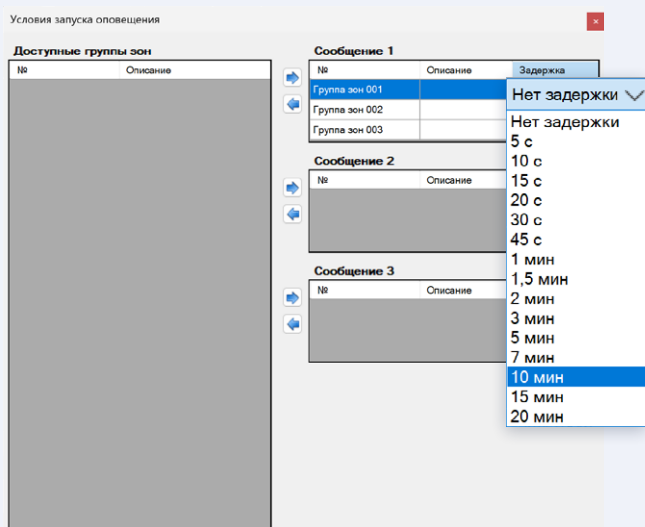 Условия запуска оповещения
×
Доступные группы зон
№ Описание
Сообщение 1
№ Описание Задержка
Группа зон 001
Группа зон 002
Группа зон 003
Нет задержки
Нет задержки
5 с
10 с
15 с
20 с
30 с
45 с
1 мин
1,5 мин
2 мин
3 мин
5 мин
7 мин
10 мин
15 мин
20 мин
Сообщение 2
№ Описание
Сообщение 3
№ Описание